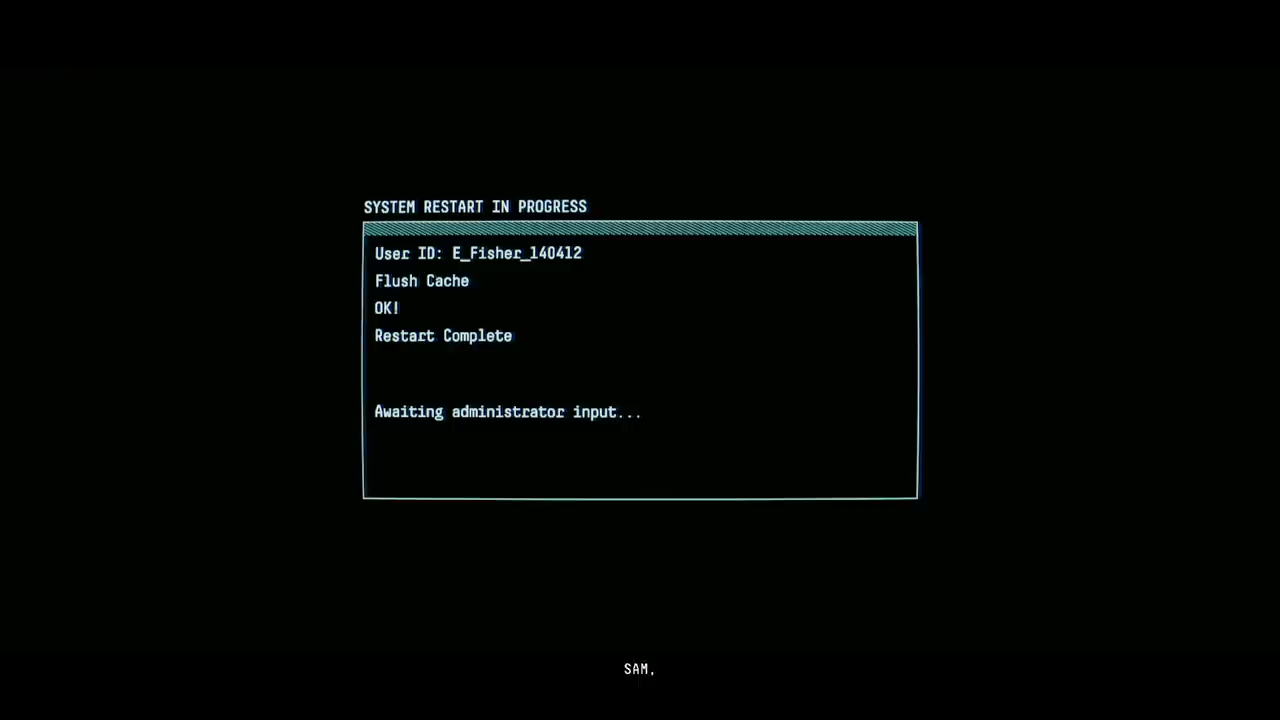 SYSTEM RESTART IN PROGRESS
User ID: E_Fisher_140412
Flush Cache
OK!
Restart Complete
Awaiting administrator input...
SAM,